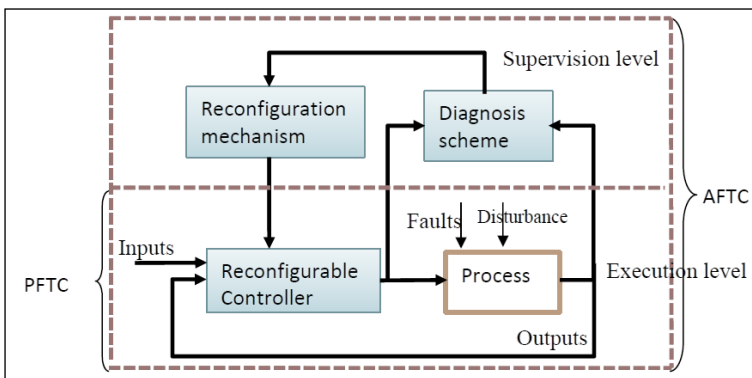 Supervision level
Reconfiguration
mechanism
Diagnosis
scheme
AFTC
Faults
Disturbance
Inputs
Reconfigurable
Controller
Process
Execution level
PFTC
Outputs